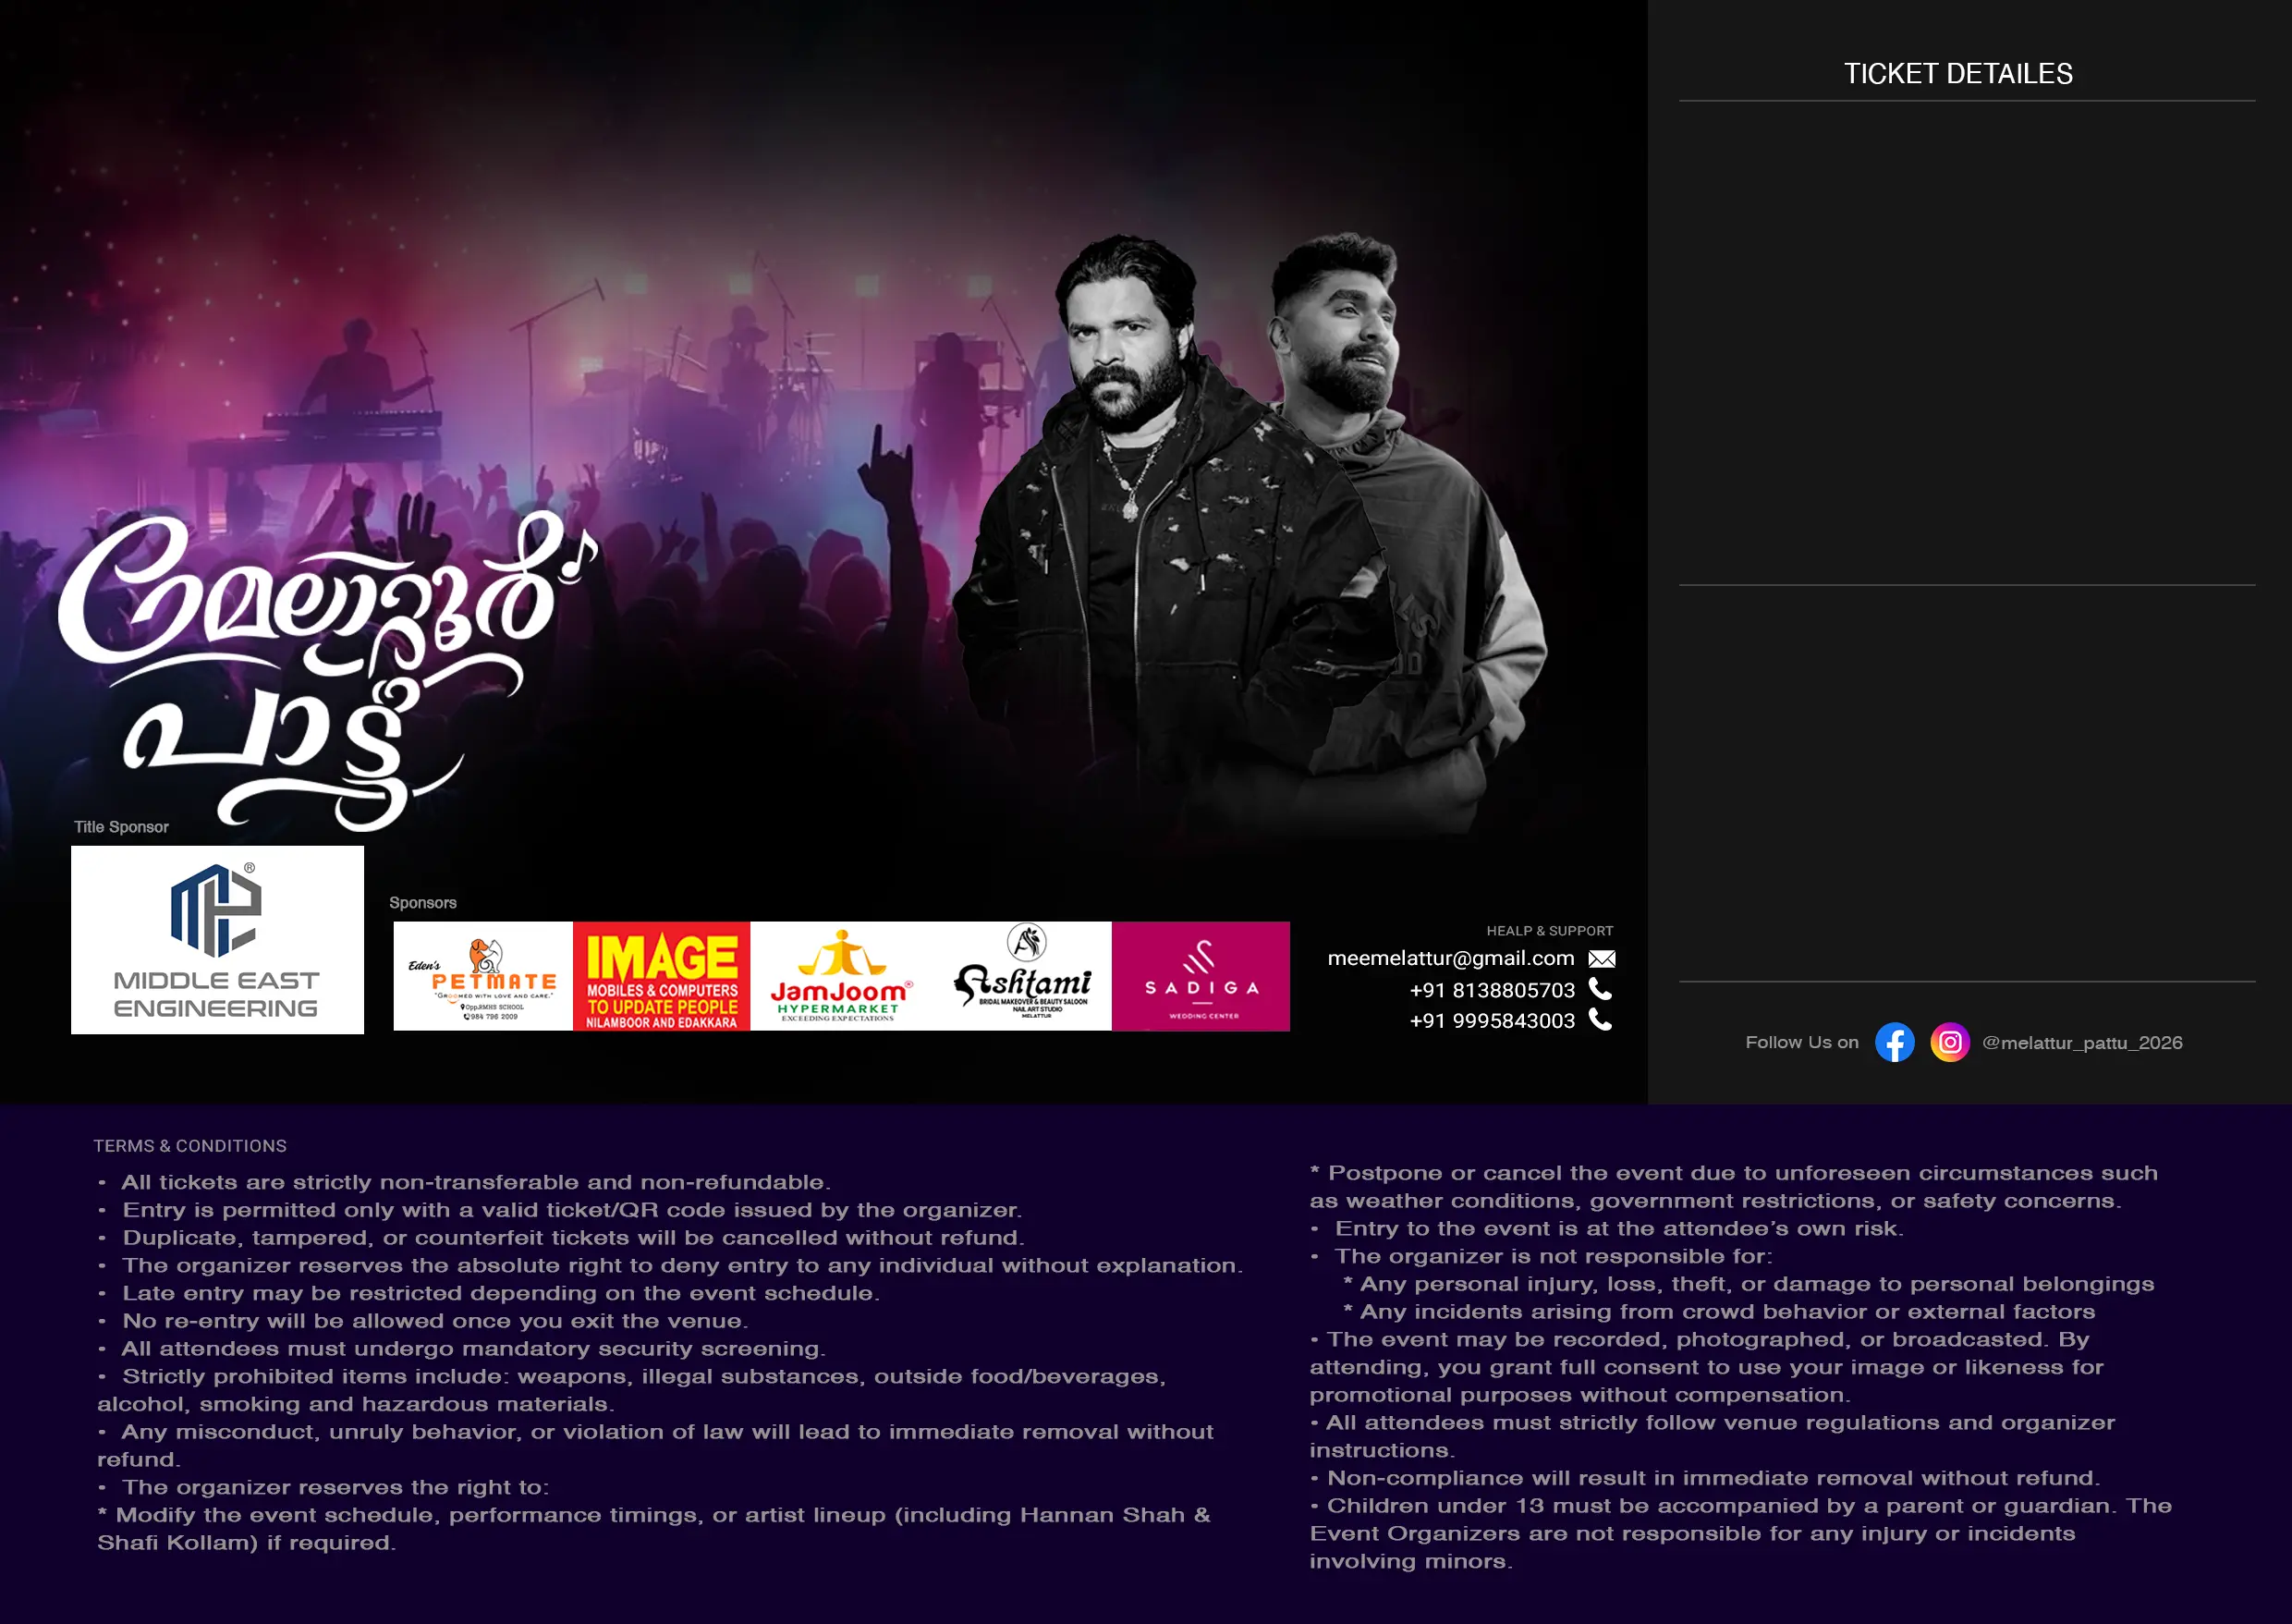 TICKET DETAILES
മേലാറ്റൂർ
പാട്ട്
Title Sponsor
®
MIDDLE EAST
ENGINEERING
Sponsors
Eden's
PETMATE
"GROOMED WITH LOVE AND CARE."
Opp.RMHS SCHOOL
984 796 2009
IMAGE
MOBILES & COMPUTERS
TO UPDATE PEOPLE
NILAMBOOR AND EDAKKARA
JamJoom®
HYPERMARKET
EXCEEDING EXPECTATIONS
Ashtami
BRIDAL MAKEOVER & BEAUTY SALOON
NAIL ART STUDIO
MELATTUR
SADIGA
WEDDING CENTER
HEALP & SUPPORT
meemelattur@gmail.com
+91 8138805703
+91 9995843003
Follow Us on @melattur_pattu_2026
TERMS & CONDITIONS
• All tickets are strictly non-transferable and non-refundable.
• Entry is permitted only with a valid ticket/QR code issued by the organizer.
• Duplicate, tampered, or counterfeit tickets will be cancelled without refund.
• The organizer reserves the absolute right to deny entry to any individual without explanation.
• Late entry may be restricted depending on the event schedule.
• No re-entry will be allowed once you exit the venue.
• All attendees must undergo mandatory security screening.
• Strictly prohibited items include: weapons, illegal substances, outside food/beverages,
alcohol, smoking and hazardous materials.
• Any misconduct, unruly behavior, or violation of law will lead to immediate removal without
refund.
• The organizer reserves the right to:
* Modify the event schedule, performance timings, or artist lineup (including Hannan Shah &
Shafi Kollam) if required.
* Postpone or cancel the event due to unforeseen circumstances such
as weather conditions, government restrictions, or safety concerns.
• Entry to the event is at the attendee’s own risk.
• The organizer is not responsible for:
* Any personal injury, loss, theft, or damage to personal belongings
* Any incidents arising from crowd behavior or external factors
• The event may be recorded, photographed, or broadcasted. By
attending, you grant full consent to use your image or likeness for
promotional purposes without compensation.
• All attendees must strictly follow venue regulations and organizer
instructions.
• Non-compliance will result in immediate removal without refund.
• Children under 13 must be accompanied by a parent or guardian. The
Event Organizers are not responsible for any injury or incidents
involving minors.